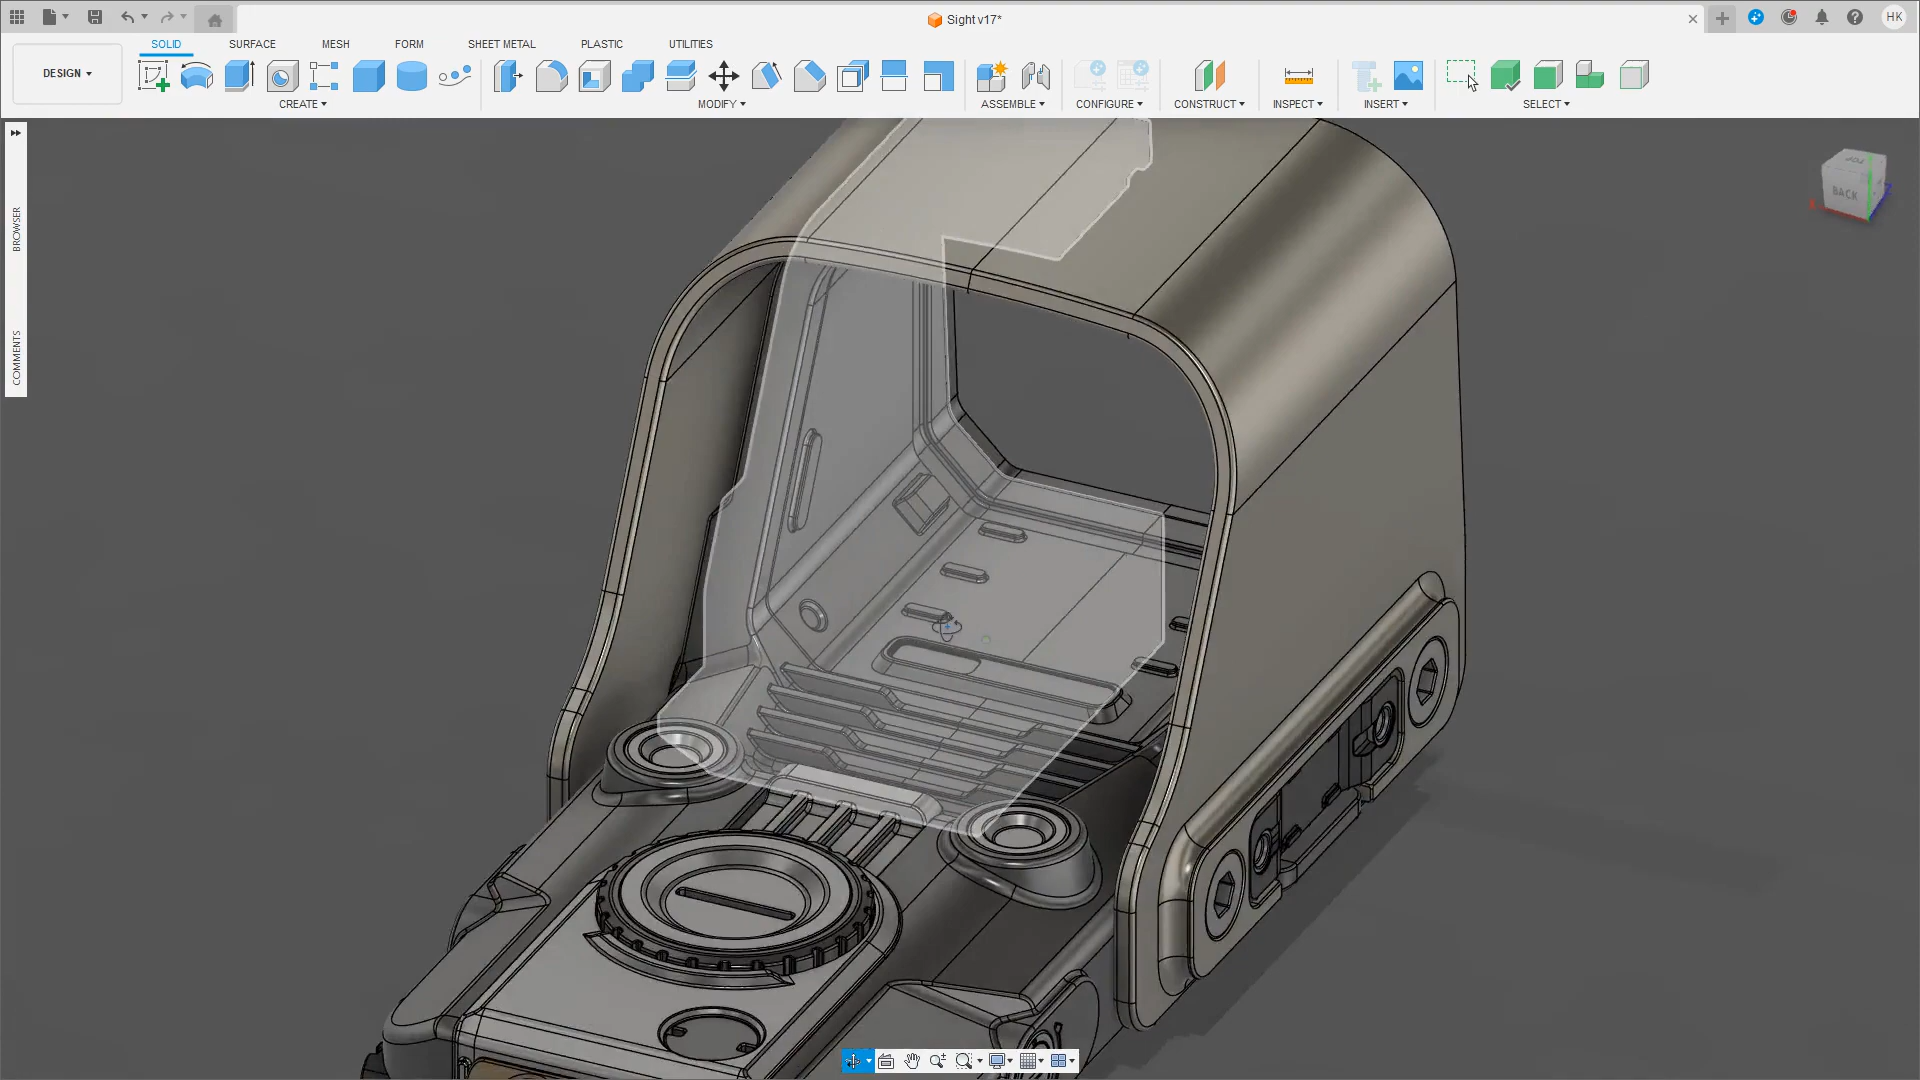 Sight v17*
HK
DESIGN
SOLID SURFACE MESH FORM SHEET METAL PLASTIC UTILITIES
CREATE MODIFY ASSEMBLE CONFIGURE CONSTRUCT INSPECT INSERT SELECT
BROWSER
COMMENTS
TOP
BACK
X
Z